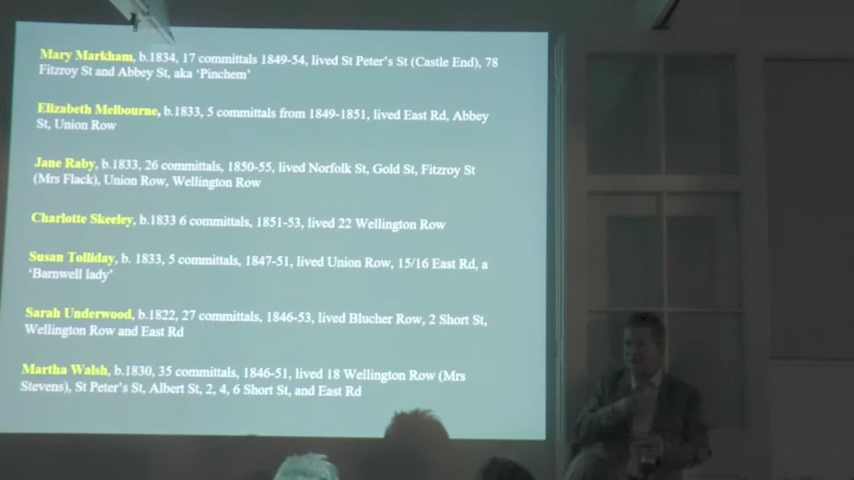 Mary Markham, b.1834, 17 committals 1849-54, lived St Peter's St (Castle End), 78
Fitzroy St and Abbey St, aka 'Pinchem'
Elizabeth Melbourne, b.1833, 5 committals from 1849-1851, lived East Rd, Abbey
St, Union Row
Jane Raby, b.1833, 26 committals, 1850-55, lived Norfolk St, Gold St, Fitzroy St
(Mrs Flack), Union Row, Wellington Row
Charlotte Skeeley, b.1833 6 committals, 1851-53, lived 22 Wellington Row
Susan Tolliday, b. 1833, 5 committals, 1847-51, lived Union Row, 15/16 East Rd, a
'Barnwell lady'
Sarah Underwood, b.1822, 27 committals, 1846-53, lived Blucher Row, 2 Short St,
Wellington Row and East Rd
Martha Walsh, b.1830, 35 committals, 1846-51, lived 18 Wellington Row (Mrs
Stevens), St Peter's St, Albert St, 2, 4, 6 Short St, and East Rd